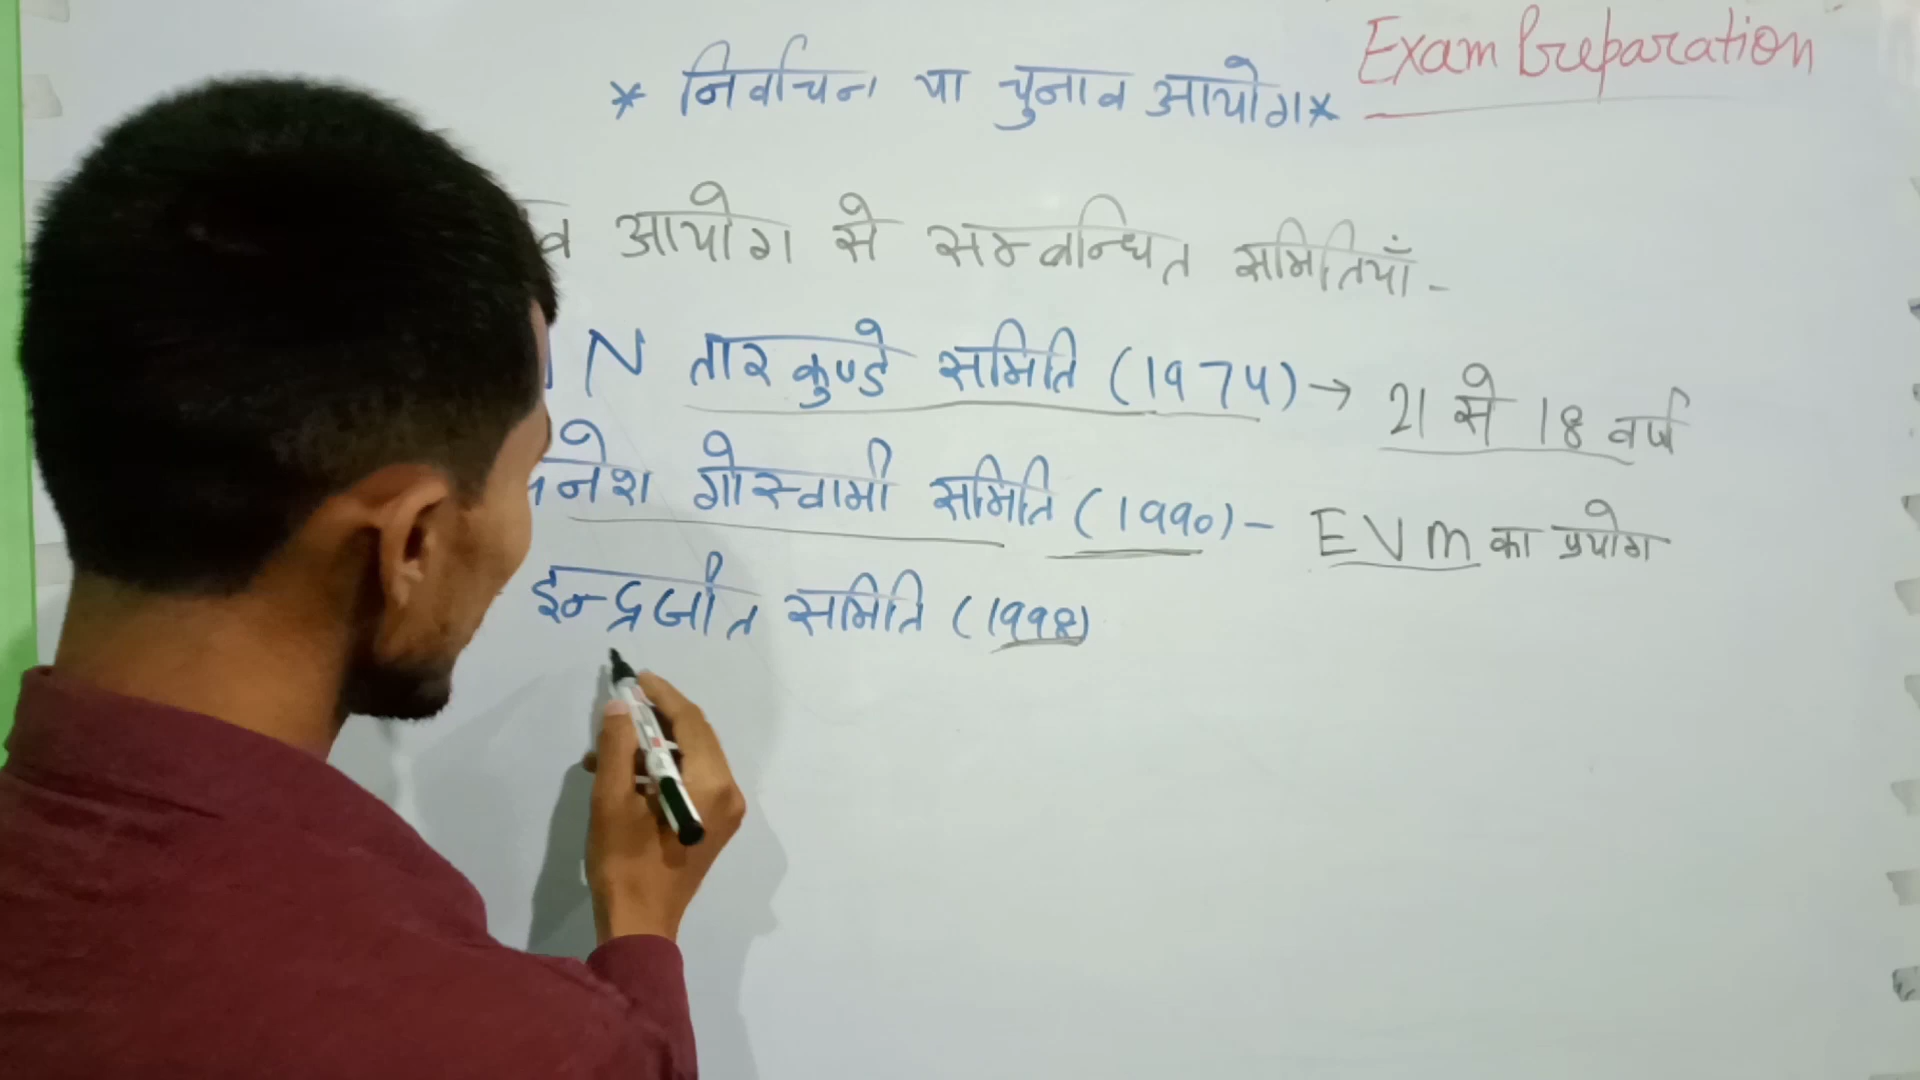 Exam Preparation
* निर्वाचन या चुनाव आयोग *
व आयोग से सम्बन्धित समितियाँ -
N तारकुण्डे समिति (1974) → 21 से 18 वर्ष
नेश गोस्वामी समिति (1990) - EVM का प्रयोग
इन्द्रजीत समिति (1998)